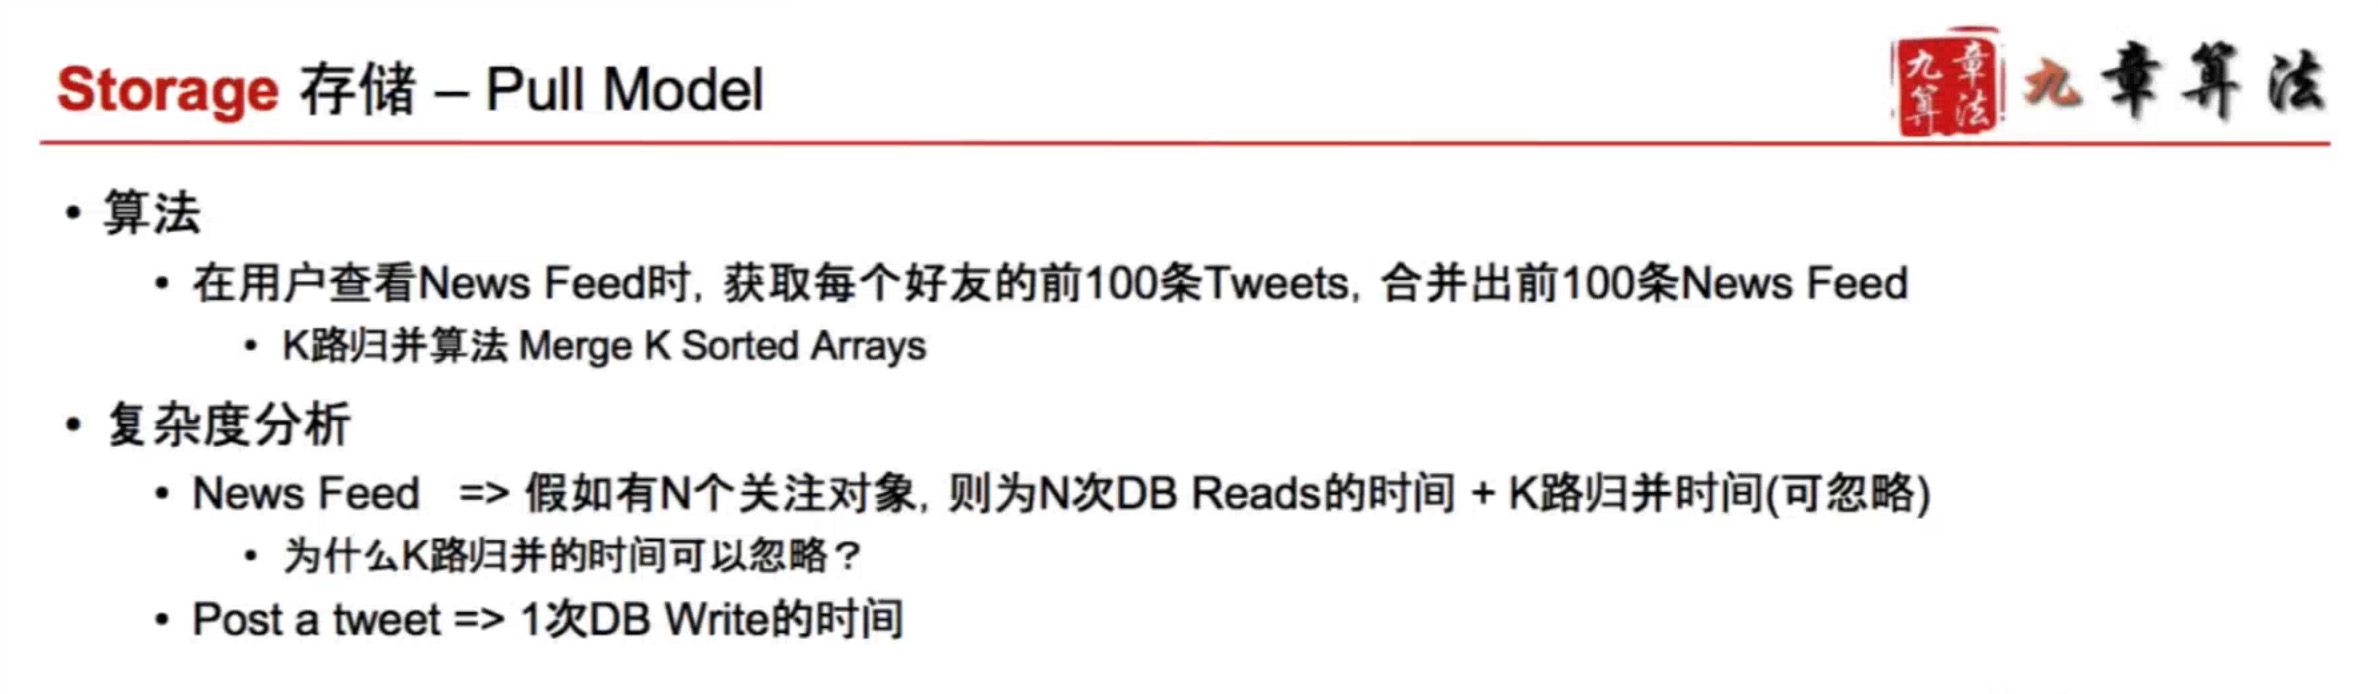 Storage 存储 – Pull Model
九章算法
九章算法
• 算法
• 在用户查看News Feed时, 获取每个好友的前100条Tweets, 合并出前100条News Feed
• K路归并算法 Merge K Sorted Arrays
• 复杂度分析
• News Feed => 假如有N个关注对象, 则为N次DB Reads的时间 + K路归并时间(可忽略)
• 为什么K路归并的时间可以忽略？
• Post a tweet => 1次DB Write的时间